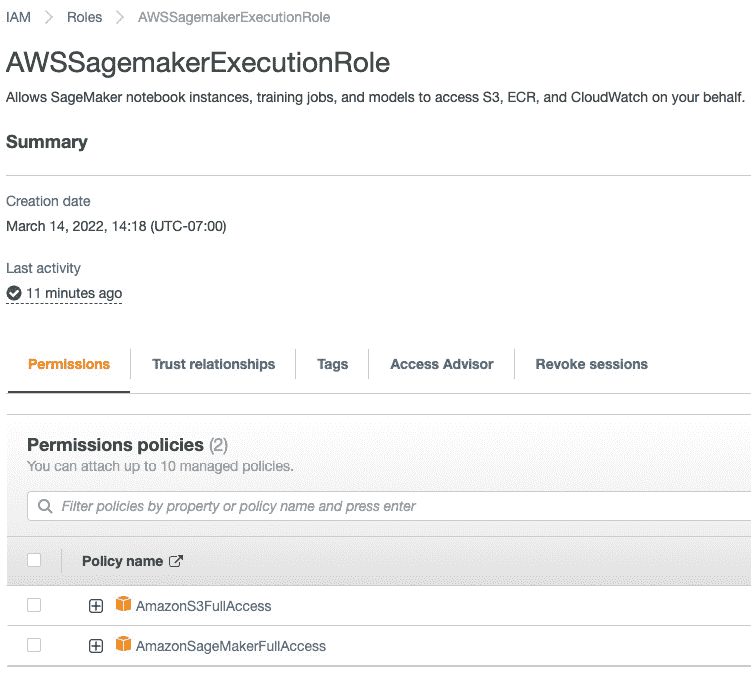 IAM > Roles > AWSSagemakerExecutionRole
AWSSagemakerExecutionRole
Allows SageMaker notebook instances, training jobs, and models to access S3, ECR, and CloudWatch on your behalf.
Summary
Creation date
March 14, 2022, 14:18 (UTC-07:00)
Last activity
11 minutes ago
Permissions Trust relationships Tags Access Advisor Revoke sessions
Permissions policies (2)
You can attach up to 10 managed policies.
Filter policies by property or policy name and press enter
Policy name
AmazonS3FullAccess
AmazonSageMakerFullAccess